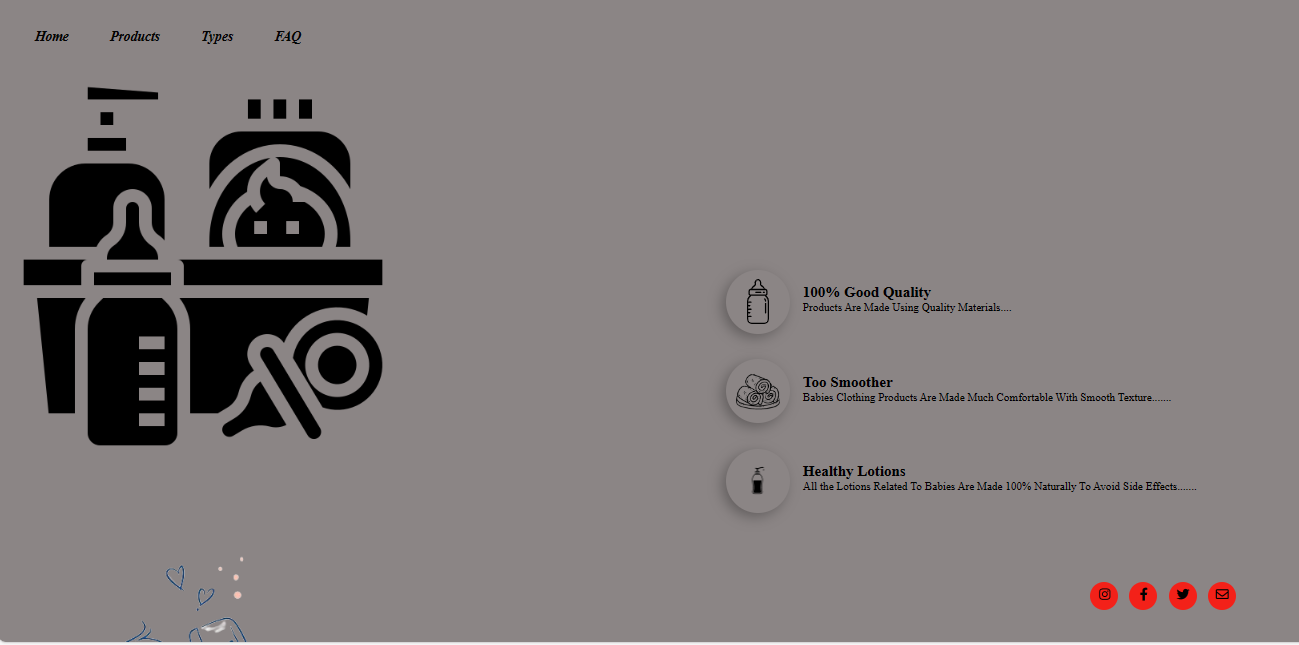 Home Products Types FAQ
100% Good Quality
Products Are Made Using Quality Materials....
Too Smoother
Babies Clothing Products Are Made Much Comfortable With Smooth Texture.......
Healthy Lotions
All the Lotions Related To Babies Are Made 100% Naturally To Avoid Side Effects.......